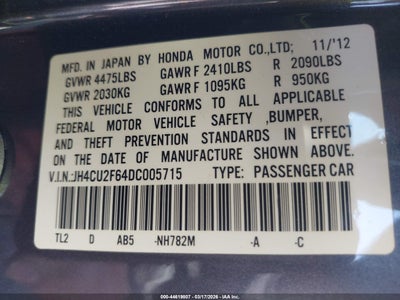 MFD. IN JAPAN BY HONDA MOTOR CO.,LTD; 11/'12
GVWR 4475LBS GAWR F 2410LBS R 2090LBS
GVWR 2030KG GAWR F 1095KG R 950KG
THIS VEHICLE CONFORMS TO ALL APPLICABLE
FEDERAL MOTOR VEHICLE SAFETY ,BUMPER,
AND THEFT PREVENTION STANDARDS IN EFFECT
ON THE DATE OF MANUFACTURE SHOWN ABOVE.
V.I.N.:JH4CU2F64DC005715 TYPE: PASSENGER CAR
TL2 D AB5 -NH782M -A -C
000-44619007 - 03/17/2026 - IAA Inc.